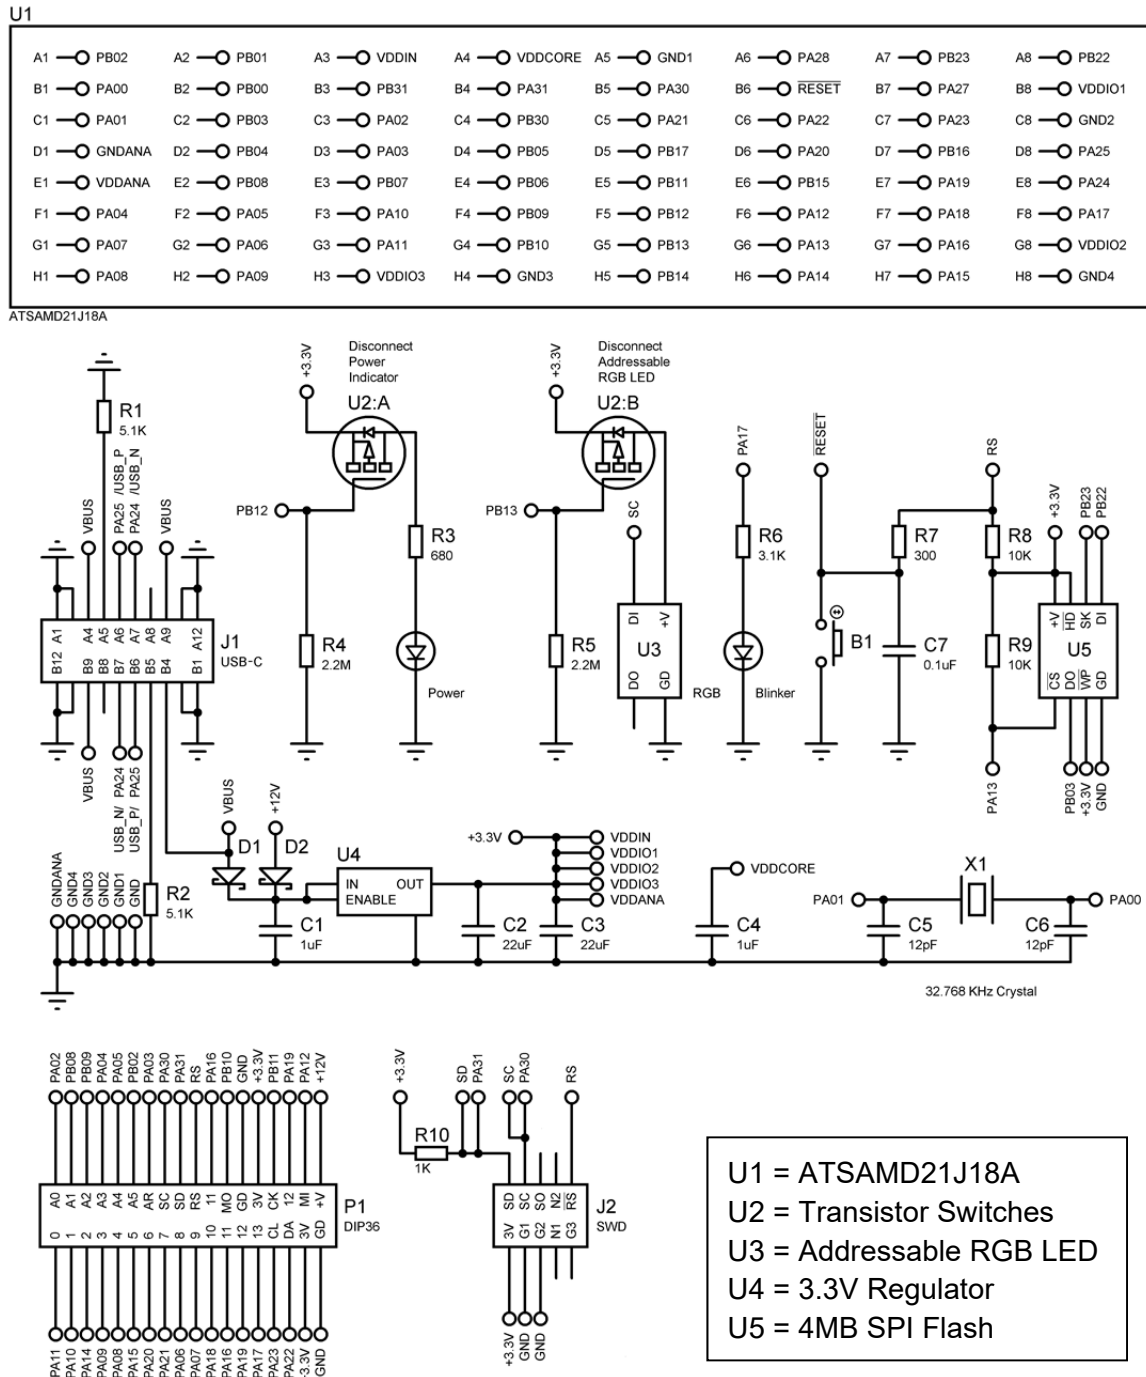 U1
A1 PB02 A2 PB01 A3 VDDIN A4 VDDCORE A5 GND1 A6 PA28 A7 PB23 A8 PB22
B1 PA00 B2 PB00 B3 PB31 B4 PA31 B5 PA30 B6 RESET B7 PA27 B8 VDDIO1
C1 PA01 C2 PB03 C3 PA02 C4 PB30 C5 PA21 C6 PA22 C7 PA23 C8 GND2
D1 GNDANA D2 PB04 D3 PA03 D4 PB05 D5 PB17 D6 PA20 D7 PB16 D8 PA25
E1 VDDANA E2 PB08 E3 PB07 E4 PB06 E5 PB11 E6 PB15 E7 PA19 E8 PA24
F1 PA04 F2 PA05 F3 PA10 F4 PB09 F5 PB12 F6 PA12 F7 PA18 F8 PA17
G1 PA07 G2 PA06 G3 PA11 G4 PB10 G5 PB13 G6 PA13 G7 PA16 G8 VDDIO2
H1 PA08 H2 PA09 H3 VDDIO3 H4 GND3 H5 PB14 H6 PA14 H7 PA15 H8 GND4
ATSAMD21J18A
R1
5.1K
VBUS
PA25 /USB_P
PA24 /USB_N
VBUS
A1 A4 A5 A6 A7 A8 A9 A12
B12 B9 B8 B7 B6 B5 B4 B1
J1
USB-C
VBUS
USB_N/ PA24
USB_P/ PA25
R2
5.1K
+3.3V
Disconnect
Power
Indicator
U2:A
PB12
R3
680
R4
2.2M
Power
+3.3V
Disconnect
Addressable
RGB LED
U2:B
PB13
SC
R5
2.2M
DI +V
U3
DO GD
RGB
PA17
R6
3.1K
Blinker
RESET
B1
R7
300
C7
0.1uF
RS
R8
10K
R9
10K
+3.3V
PB23
PB22
+V HD SK DI
U5
CS DO WP GD
PA13
PB03
+3.3V
GND
GNDANA
GND4
GND3
GND2
GND1
GND
VBUS
+12V
D1
D2
U4
IN OUT
ENABLE
C1
1uF
C2
22uF
C3
22uF
+3.3V
VDDIN
VDDIO1
VDDIO2
VDDIO3
VDDANA
VDDCORE
C4
1uF
PA01
X1
PA00
C5
12pF
C6
12pF
32.768 KHz Crystal
PA02 PB08 PB09 PA04 PA05 PB02 PA03 PA30 PA31 RS PA16 PB10 GND +3.3V PB11 PA19 PA12 +12V
A0 A1 A2 A3 A4 A5 AR SC SD RS 11 MO GD 3V CK 12 MI +V
0 1 2 3 4 5 6 7 8 9 10 11 12 13 CL DA 3V GD
P1
DIP36
PA11 PA10 PA14 PA09 PA08 PA15 PA20 PA21 PA06 PA07 PA18 PA16 PA19 PA17 PA23 PA22 +3.3V GND
+3.3V
SD
PA31
SC
PA30
RS
R10
1K
SD SC SO N2 RS
3V G1 G2 N1 G3
J2
SWD
+3.3V
GND
GND
U1 = ATSAMD21J18A
U2 = Transistor Switches
U3 = Addressable RGB LED
U4 = 3.3V Regulator
U5 = 4MB SPI Flash